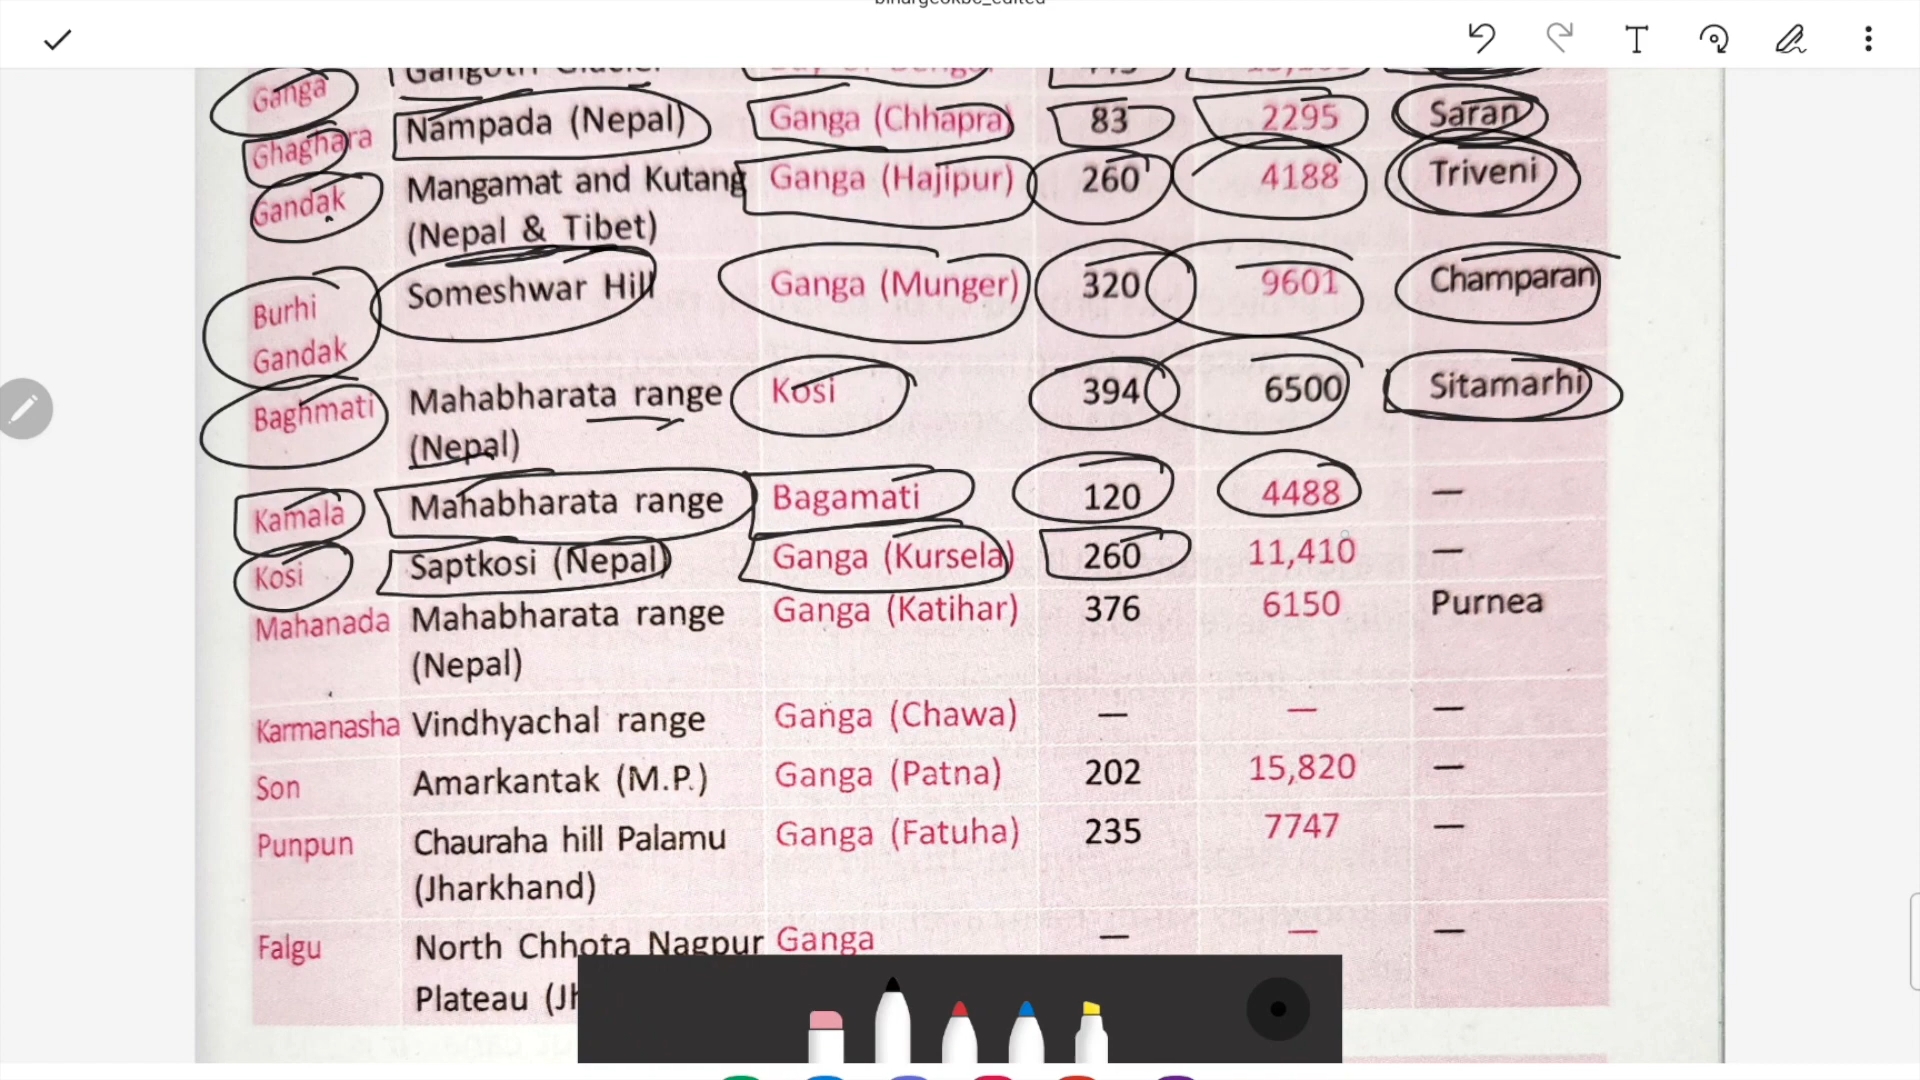 Ganga
Nampada (Nepal) Ganga (Chhapra) 83 2295 Saran
Ghaghara
Mangamat and Kutang Ganga (Hajipur) 260 4188 Triveni
Gandak
(Nepal & Tibet)
Burhi Someshwar Hill Ganga (Munger) 320 9601 Champaran
Gandak
Baghmati Mahabharata range Kosi 394 6500 Sitamarhi
(Nepal)
Kamala Mahabharata range Bagamati 120 4488 —
Kosi Saptkosi (Nepal) Ganga (Kursela) 260 11,410 —
Mahanada Mahabharata range Ganga (Katihar) 376 6150 Purnea
(Nepal)
Karmanasha Vindhyachal range Ganga (Chawa) — — —
Son Amarkantak (M.P.) Ganga (Patna) 202 15,820 —
Punpun Chauraha hill Palamu Ganga (Fatuha) 235 7747 —
(Jharkhand)
Falgu North Chhota Nagpur Ganga — — —
Plateau
T